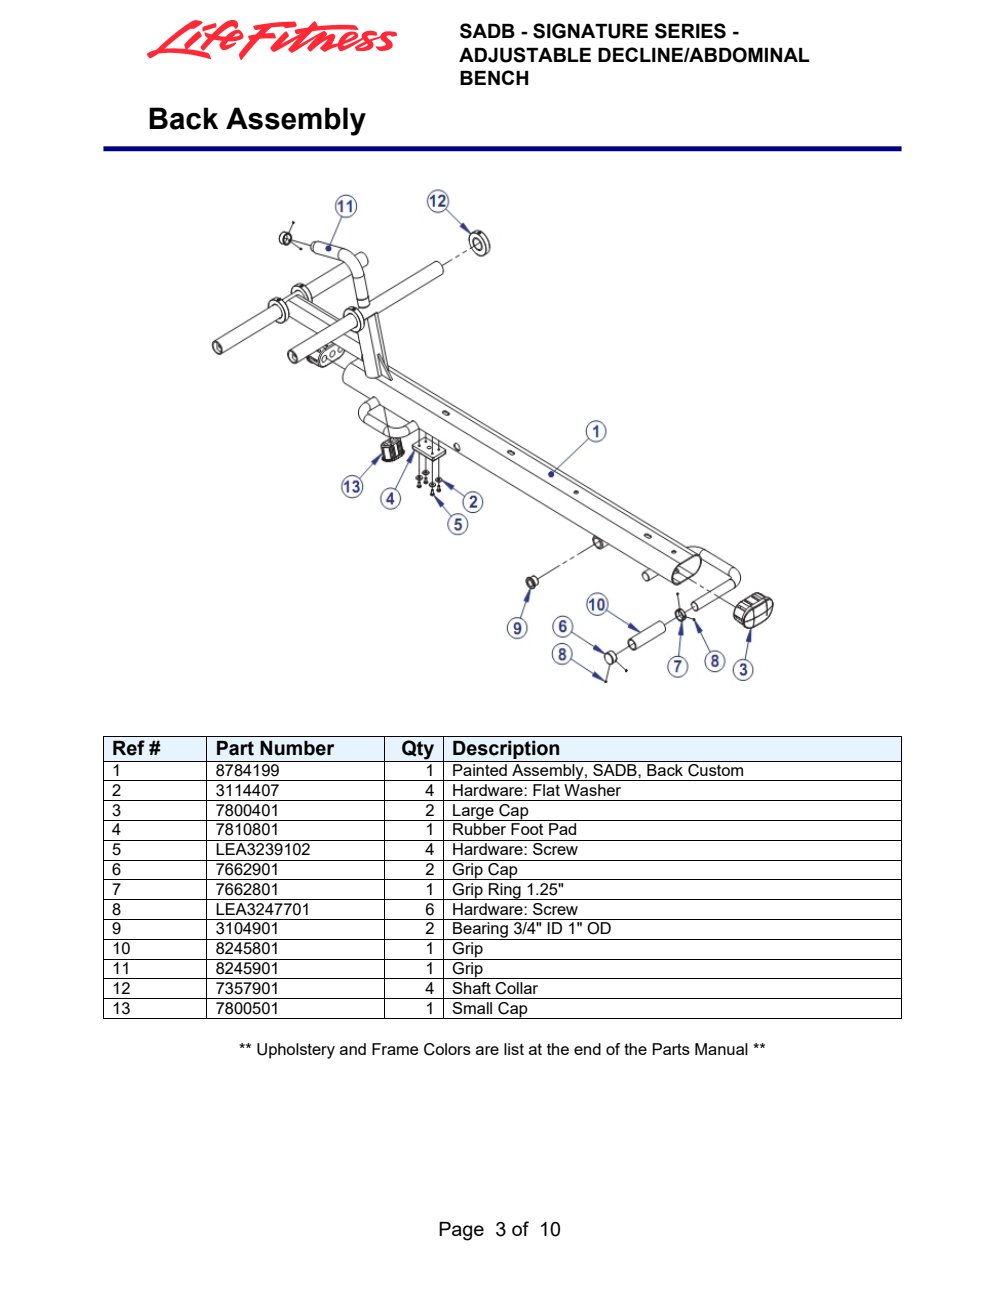 Life Fitness
SADB - SIGNATURE SERIES -
ADJUSTABLE DECLINE/ABDOMINAL
BENCH
Back Assembly
11
12
1
13
4
2
5
9
10
6
8
7
8
3
Ref # Part Number Qty Description
1 8784199 1 Painted Assembly, SADB, Back Custom
2 3114407 4 Hardware: Flat Washer
3 7800401 2 Large Cap
4 7810801 1 Rubber Foot Pad
5 LEA3239102 4 Hardware: Screw
6 7662901 2 Grip Cap
7 7662801 1 Grip Ring 1.25"
8 LEA3247701 6 Hardware: Screw
9 3104901 2 Bearing 3/4" ID 1" OD
10 8245801 1 Grip
11 8245901 1 Grip
12 7357901 4 Shaft Collar
13 7800501 1 Small Cap
** Upholstery and Frame Colors are list at the end of the Parts Manual **
Page 3 of 10